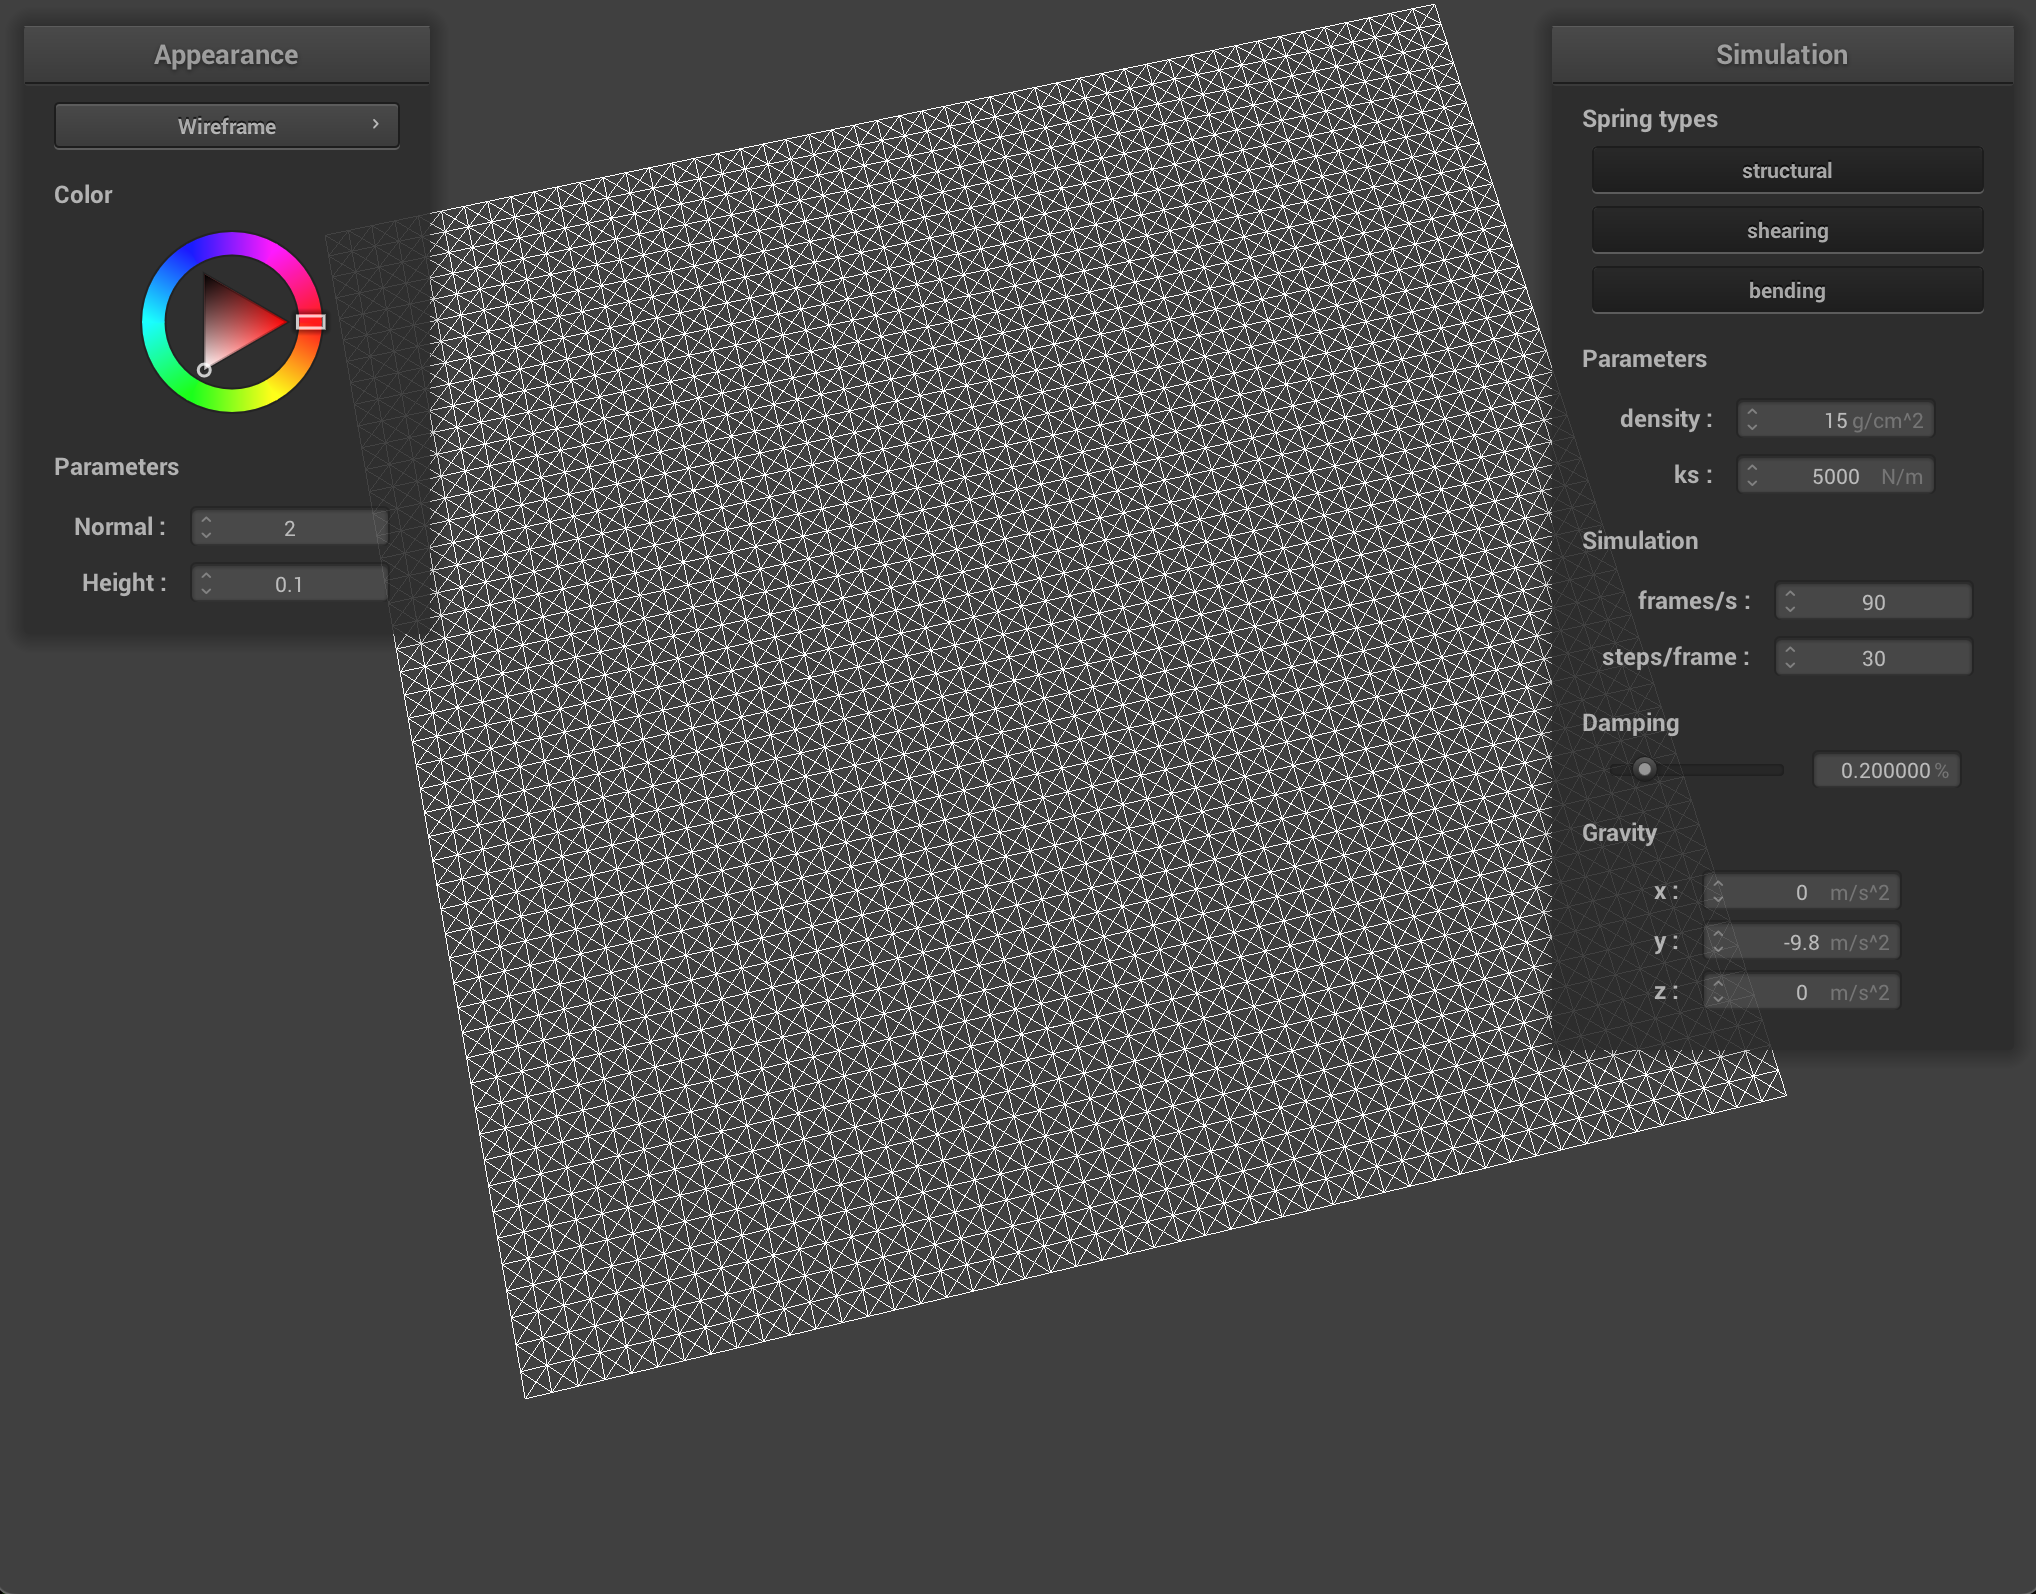 Appearance
Wireframe
Color
Parameters
Normal : 2
Height : 0.1
Simulation
Spring types
structural
shearing
bending
Parameters
density : 15 g/cm^2
ks : 5000 N/m
Simulation
frames/s : 90
steps/frame : 30
Damping
0.200000 %
Gravity
x : 0 m/s^2
y : -9.8 m/s^2
z : 0 m/s^2